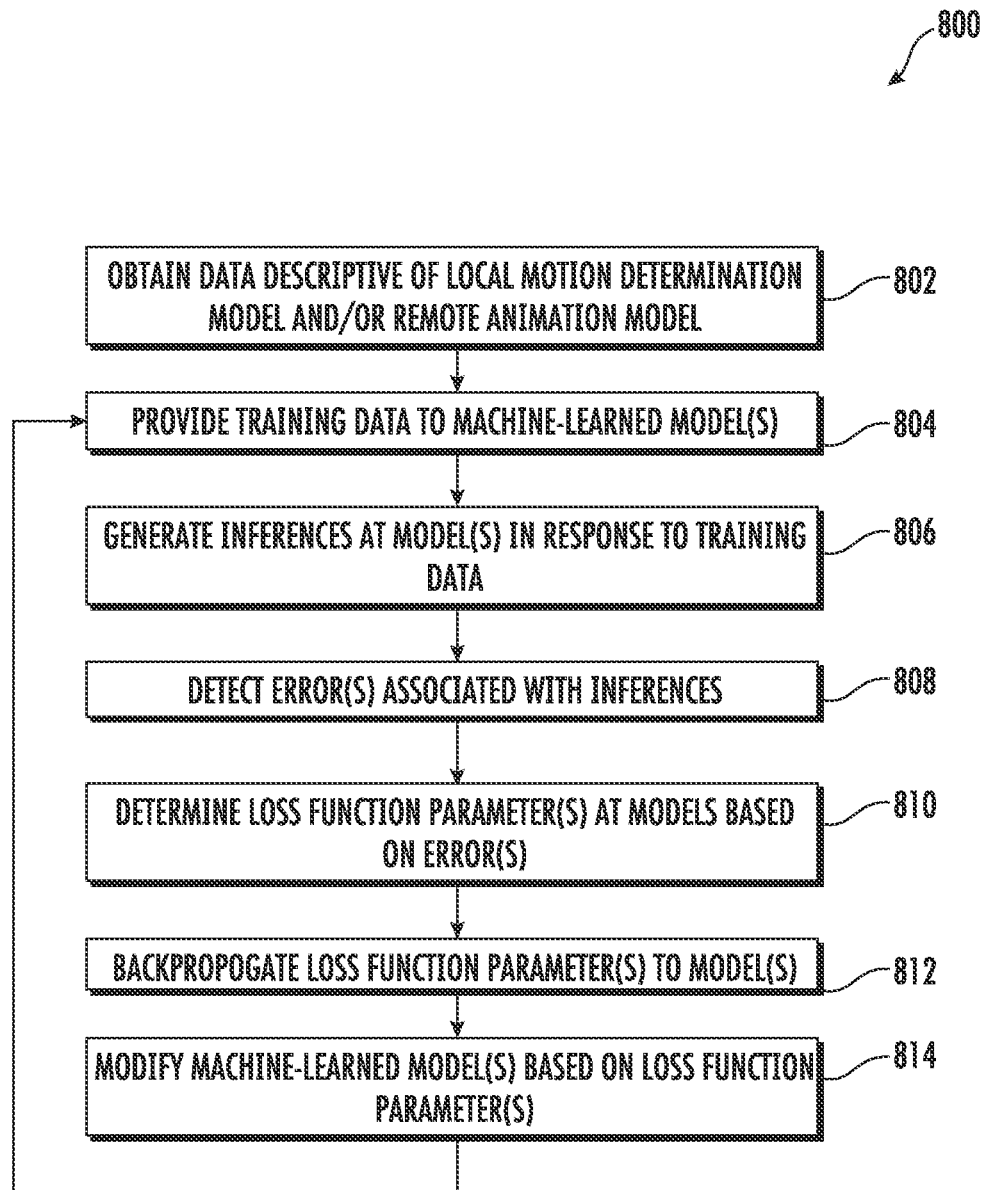 800
OBTAIN DATA DESCRIPTIVE OF LOCAL MOTION DETERMINATION
MODEL AND/OR REMOTE ANIMATION MODEL
802
PROVIDE TRAINING DATA TO MACHINE-LEARNED MODEL(S)
804
GENERATE INFERENCES AT MODEL(S) IN RESPONSE TO TRAINING
DATA
806
DETECT ERROR(S) ASSOCIATED WITH INFERENCES
808
DETERMINE LOSS FUNCTION PARAMETER(S) AT MODELS BASED
ON ERROR(S)
810
BACKPROPOGATE LOSS FUNCTION PARAMETER(S) TO MODEL(S)
812
MODIFY MACHINE-LEARNED MODEL(S) BASED ON LOSS FUNCTION
PARAMETER(S)
814